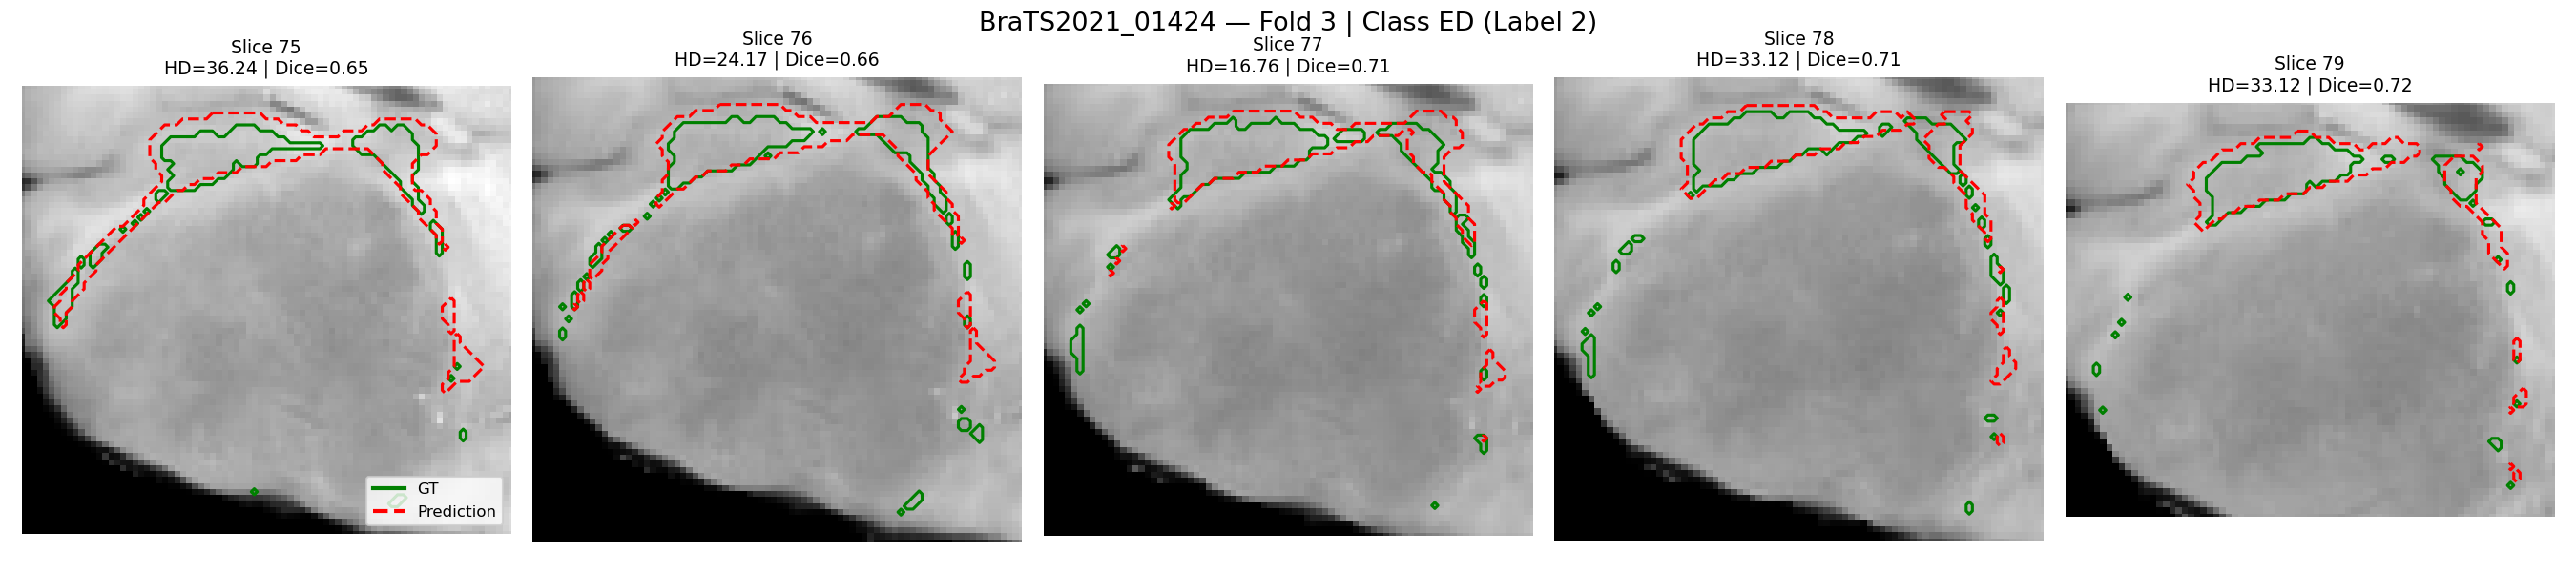 BraTS2021_01424 — Fold 3 | Class ED (Label 2)
Slice 75
HD=36.24 | Dice=0.65
Slice 76
HD=24.17 | Dice=0.66
Slice 77
HD=16.76 | Dice=0.71
Slice 78
HD=33.12 | Dice=0.71
Slice 79
HD=33.12 | Dice=0.72
GT
Prediction